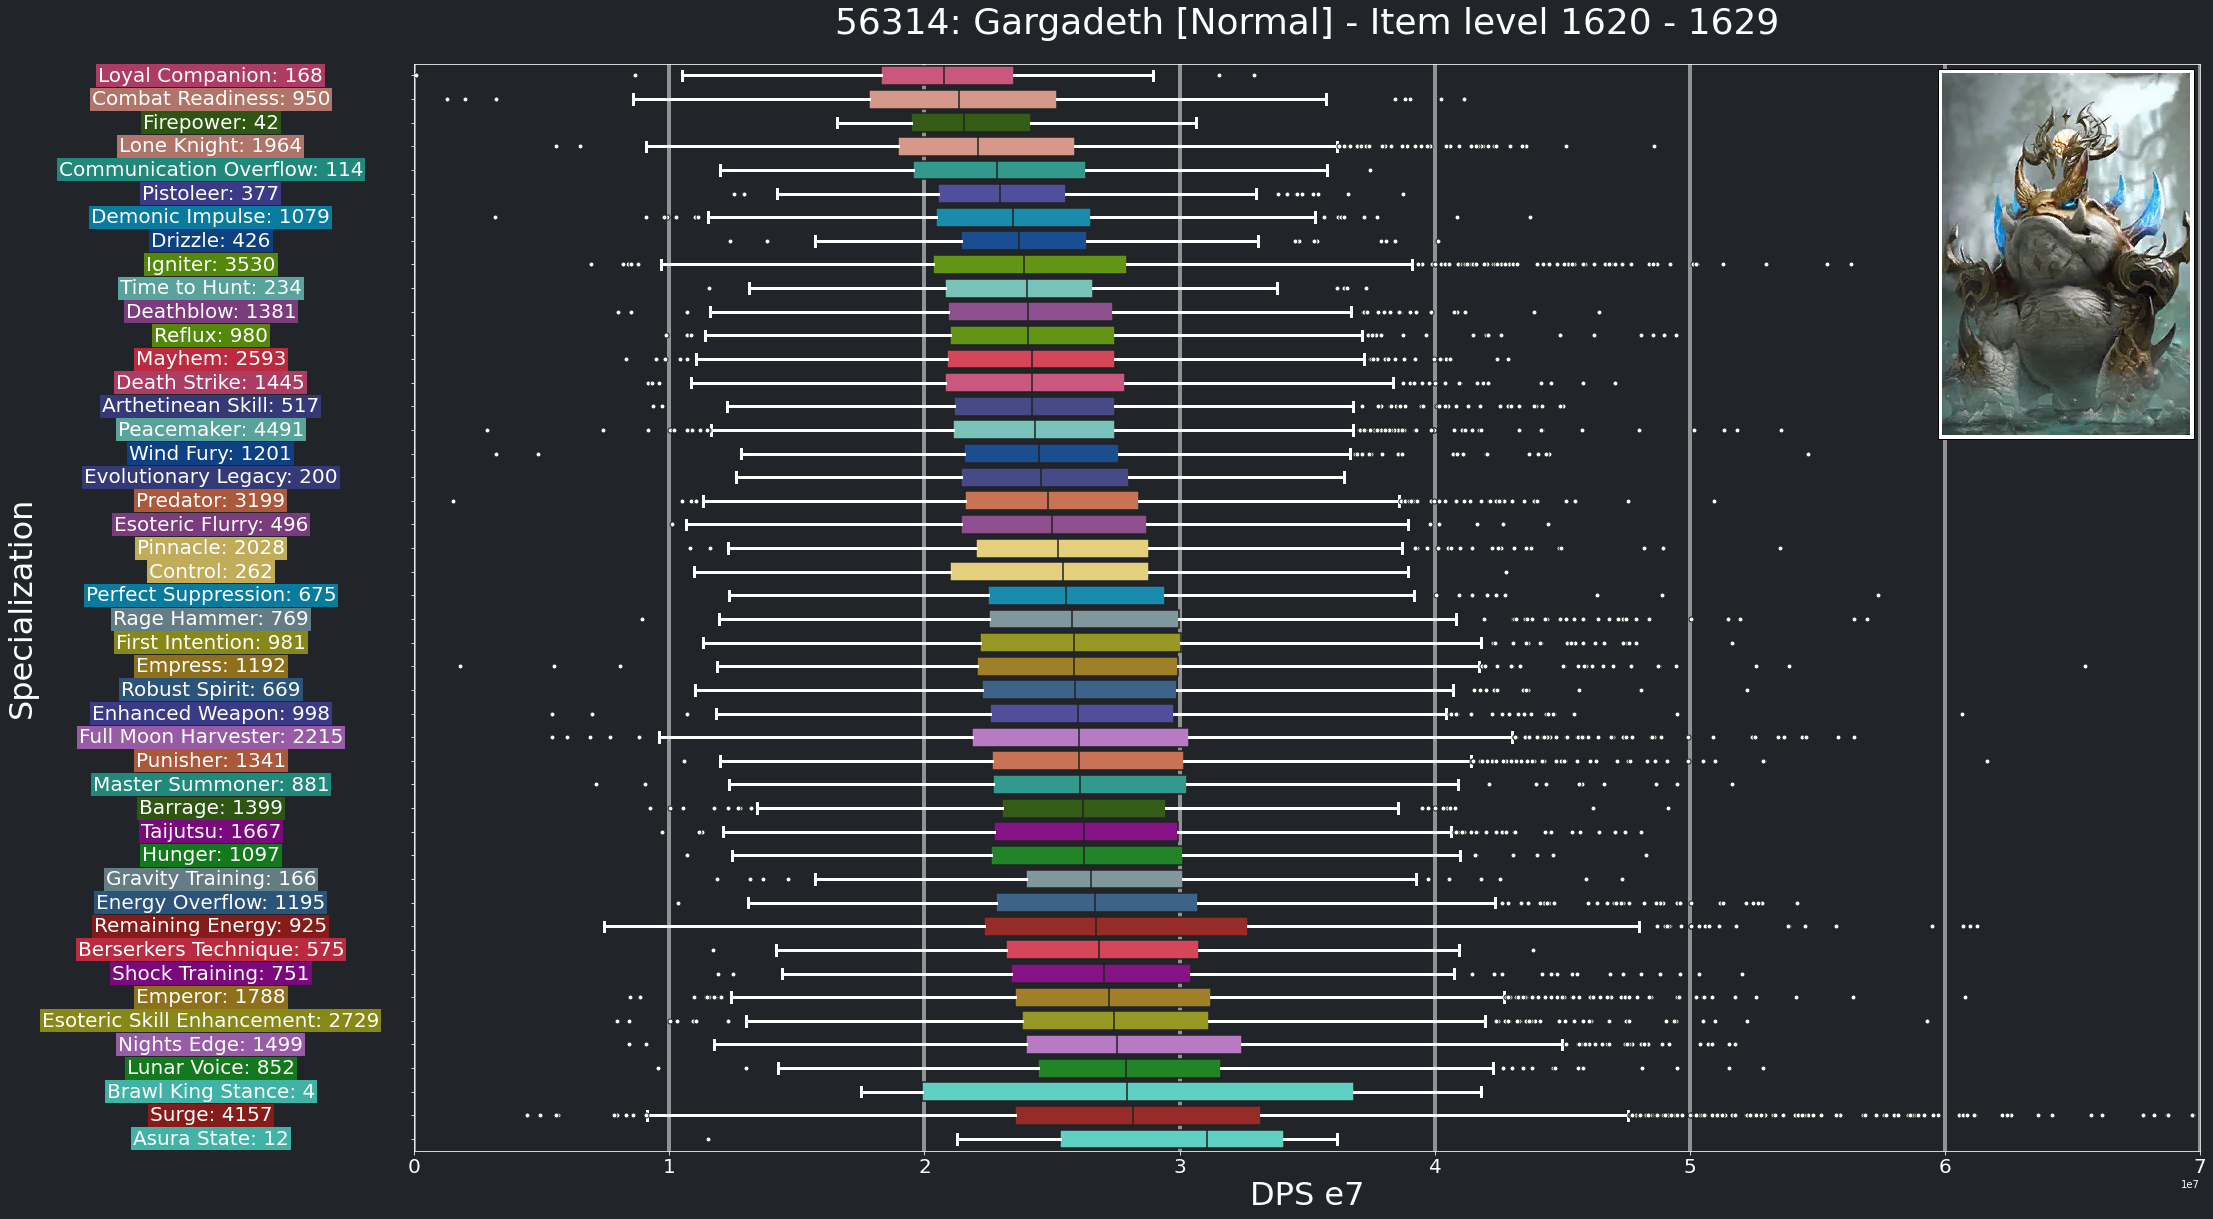 56314: Gargadeth [Normal] - Item level 1620 - 1629
Specialization
Loyal Companion: 168
Combat Readiness: 950
Firepower: 42
Lone Knight: 1964
Communication Overflow: 114
Pistoleer: 377
Demonic Impulse: 1079
Drizzle: 426
Igniter: 3530
Time to Hunt: 234
Deathblow: 1381
Reflux: 980
Mayhem: 2593
Death Strike: 1445
Arthetinean Skill: 517
Peacemaker: 4491
Wind Fury: 1201
Evolutionary Legacy: 200
Predator: 3199
Esoteric Flurry: 496
Pinnacle: 2028
Control: 262
Perfect Suppression: 675
Rage Hammer: 769
First Intention: 981
Empress: 1192
Robust Spirit: 669
Enhanced Weapon: 998
Full Moon Harvester: 2215
Punisher: 1341
Master Summoner: 881
Barrage: 1399
Taijutsu: 1667
Hunger: 1097
Gravity Training: 166
Energy Overflow: 1195
Remaining Energy: 925
Berserkers Technique: 575
Shock Training: 751
Emperor: 1788
Esoteric Skill Enhancement: 2729
Nights Edge: 1499
Lunar Voice: 852
Brawl King Stance: 4
Surge: 4157
Asura State: 12
0 1 2 3 4 5 6 7
DPS e7
1e7